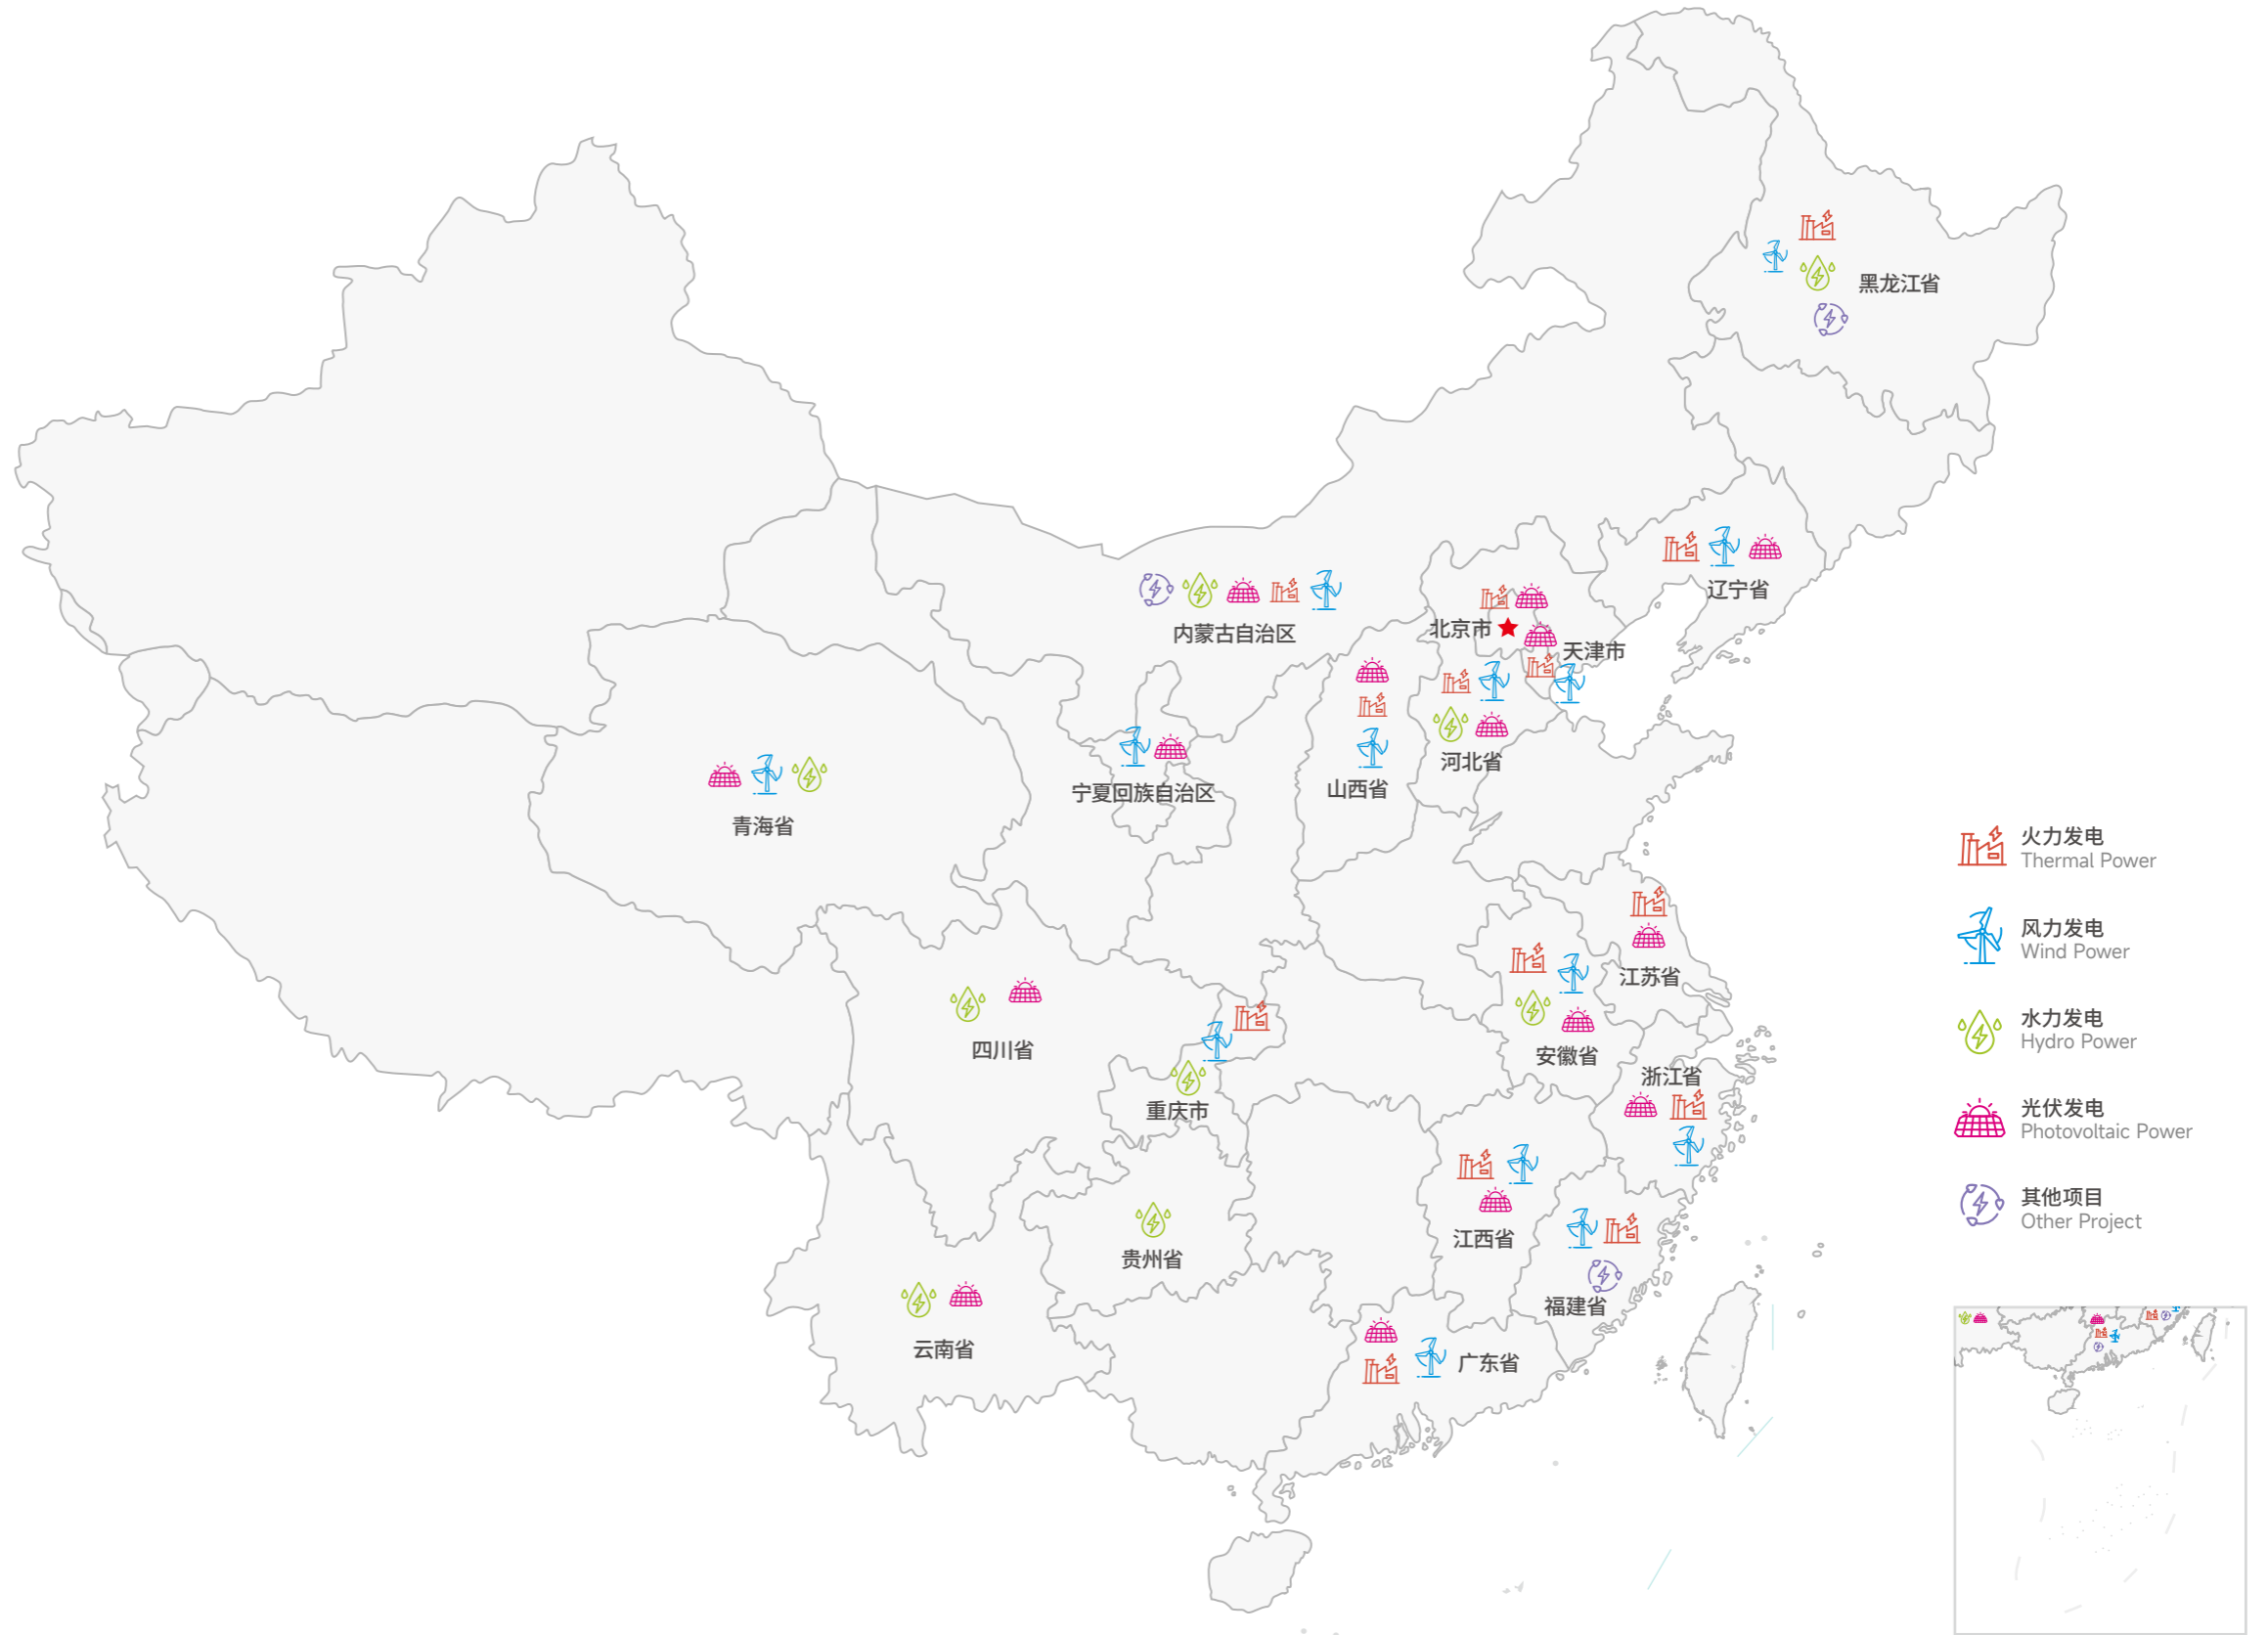 黑龙江省
辽宁省
内蒙古自治区
北京市
天津市
河北省
山西省
宁夏回族自治区
青海省
江苏省
四川省
安徽省
浙江省
重庆市
江西省
贵州省
福建省
云南省
广东省
火力发电
Thermal Power
风力发电
Wind Power
水力发电
Hydro Power
光伏发电
Photovoltaic Power
其他项目
Other Project